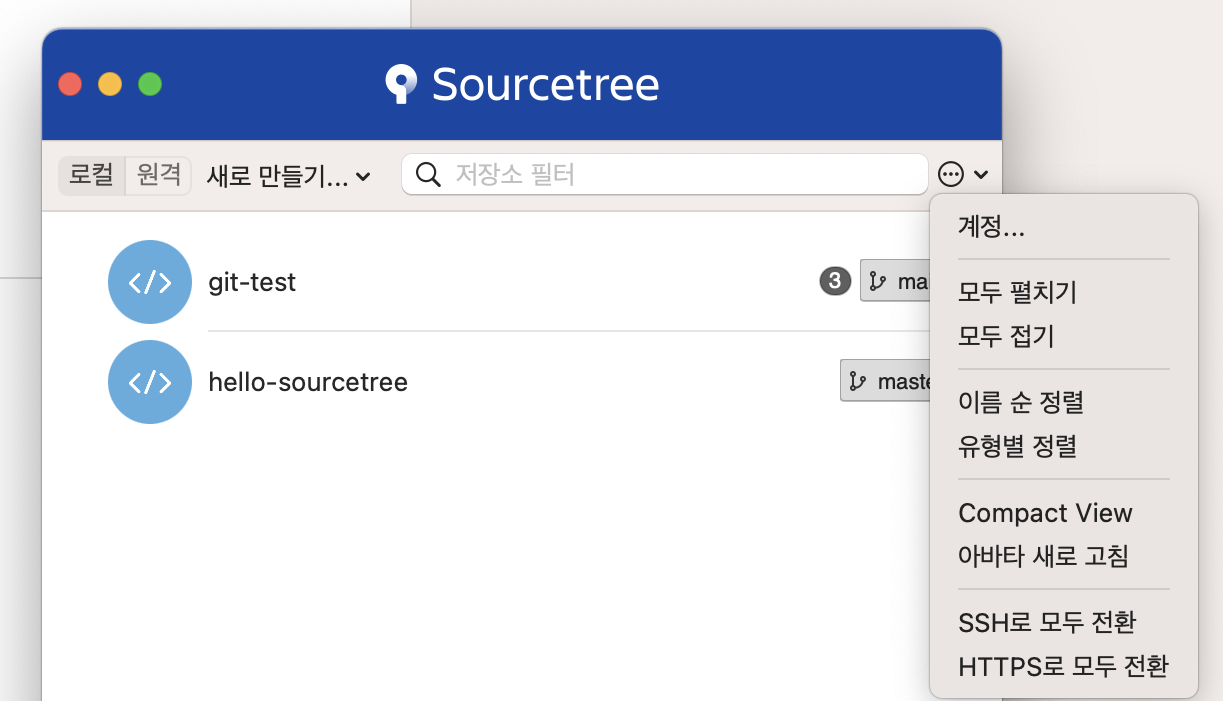 Sourcetree
로컬 원격 새로 만들기... 저장소 필터
계정...
git-test 3
모두 펼치기
모두 접기
hello-sourcetree
이름 순 정렬
유형별 정렬
Compact View
아바타 새로 고침
SSH로 모두 전환
HTTPS로 모두 전환